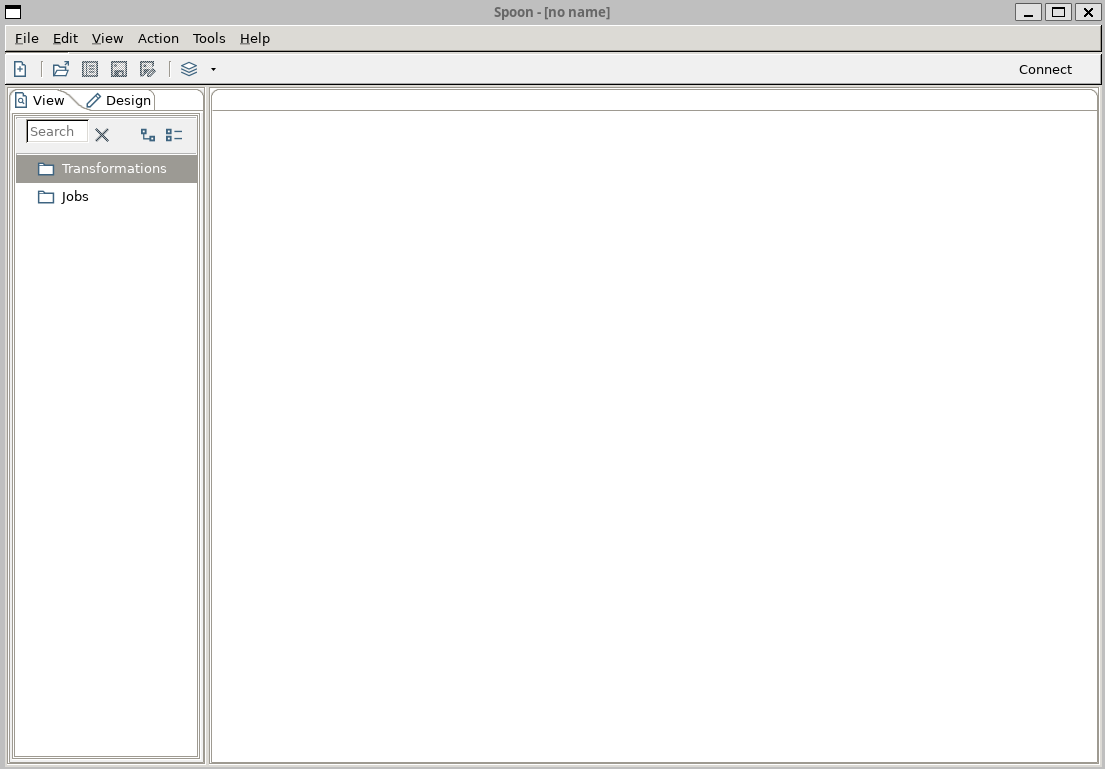 Spoon - [no name]
File Edit View Action Tools Help
Connect
View Design
Search
Transformations
Jobs